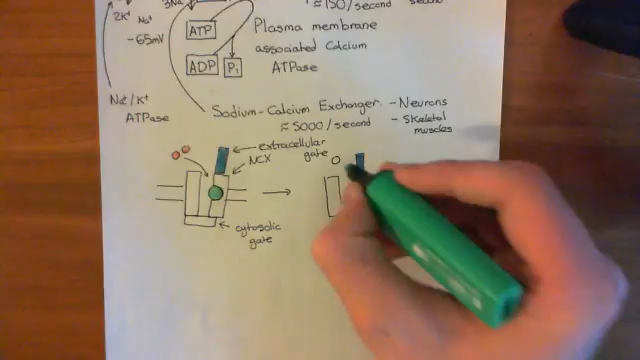 3Na
≈150/second second
2K⁺ Na⁺
-65mV
ATP
Plasma membrane
associated Calcium
ATPase
ADP Pi
Na⁺/K⁺
ATPase
Sodium-Calcium Exchanger - Neurons
≈5000/second - Skeletal
muscles
extracellular
gate
NCX
cytosolic
gate